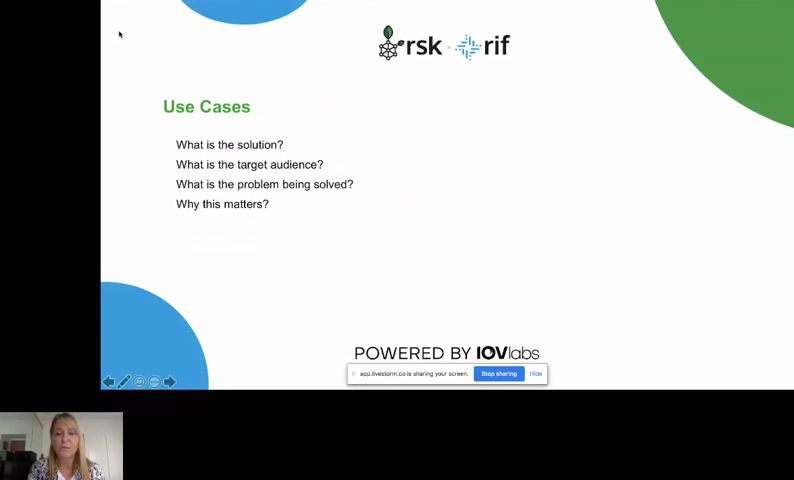 rsk rif
Use Cases
What is the solution?
What is the target audience?
What is the problem being solved?
Why this matters?
POWERED BY IOVlabs
app.livestorm.co is sharing your screen. Stop sharing Hide